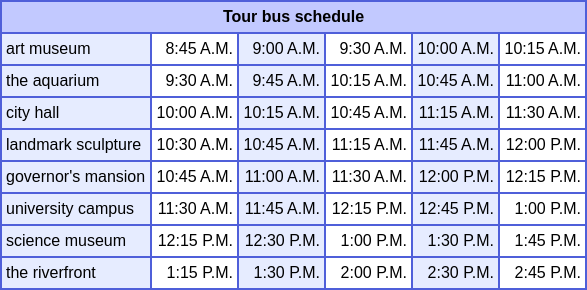 Tour bus schedule
art museum 8:45 A.M. 9:00 A.M. 9:30 A.M. 10:00 A.M. 10:15 A.M.
the aquarium 9:30 A.M. 9:45 A.M. 10:15 A.M. 10:45 A.M. 11:00 A.M.
city hall 10:00 A.M. 10:15 A.M. 10:45 A.M. 11:15 A.M. 11:30 A.M.
landmark sculpture 10:30 A.M. 10:45 A.M. 11:15 A.M. 11:45 A.M. 12:00 P.M.
governor's mansion 10:45 A.M. 11:00 A.M. 11:30 A.M. 12:00 P.M. 12:15 P.M.
university campus 11:30 A.M. 11:45 A.M. 12:15 P.M. 12:45 P.M. 1:00 P.M.
science museum 12:15 P.M. 12:30 P.M. 1:00 P.M. 1:30 P.M. 1:45 P.M.
the riverfront 1:15 P.M. 1:30 P.M. 2:00 P.M. 2:30 P.M. 2:45 P.M.